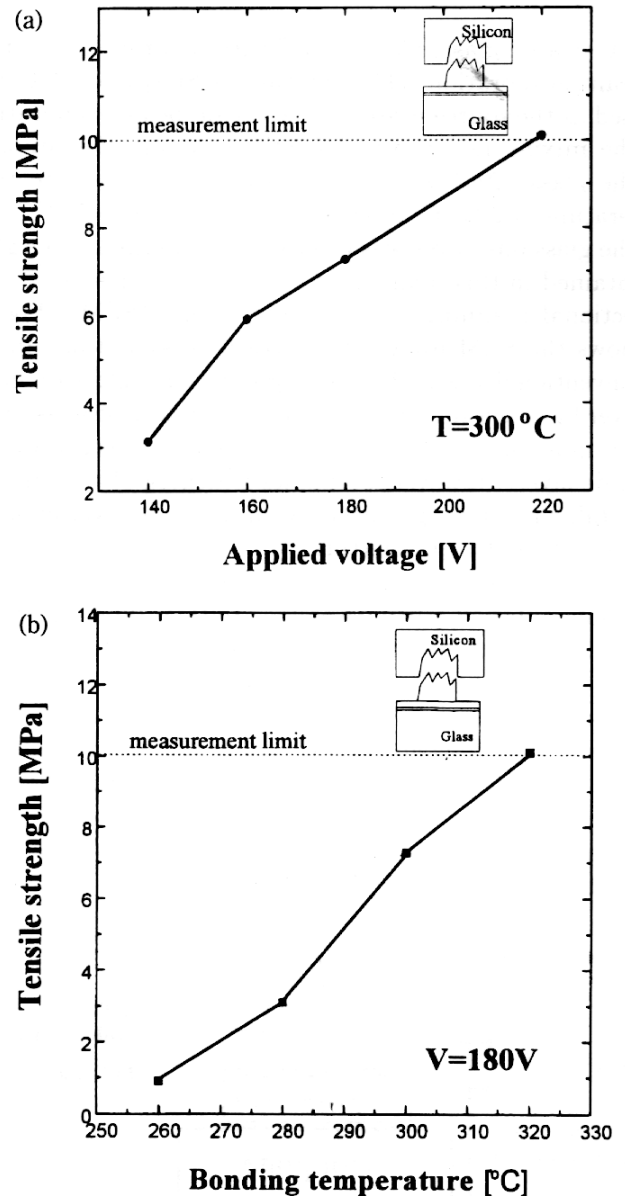 (a)
12
10
8
6
4
2
Tensile strength [MPa]
measurement limit
Silicon
Glass
T=300°C
140 160 180 200 220
Applied voltage [V]
(b)
14
12
10
8
6
4
2
0
Tensile strength [MPa]
measurement limit
Silicon
Glass
V=180V
250 260 270 280 290 300 310 320 330
Bonding temperature [°C]